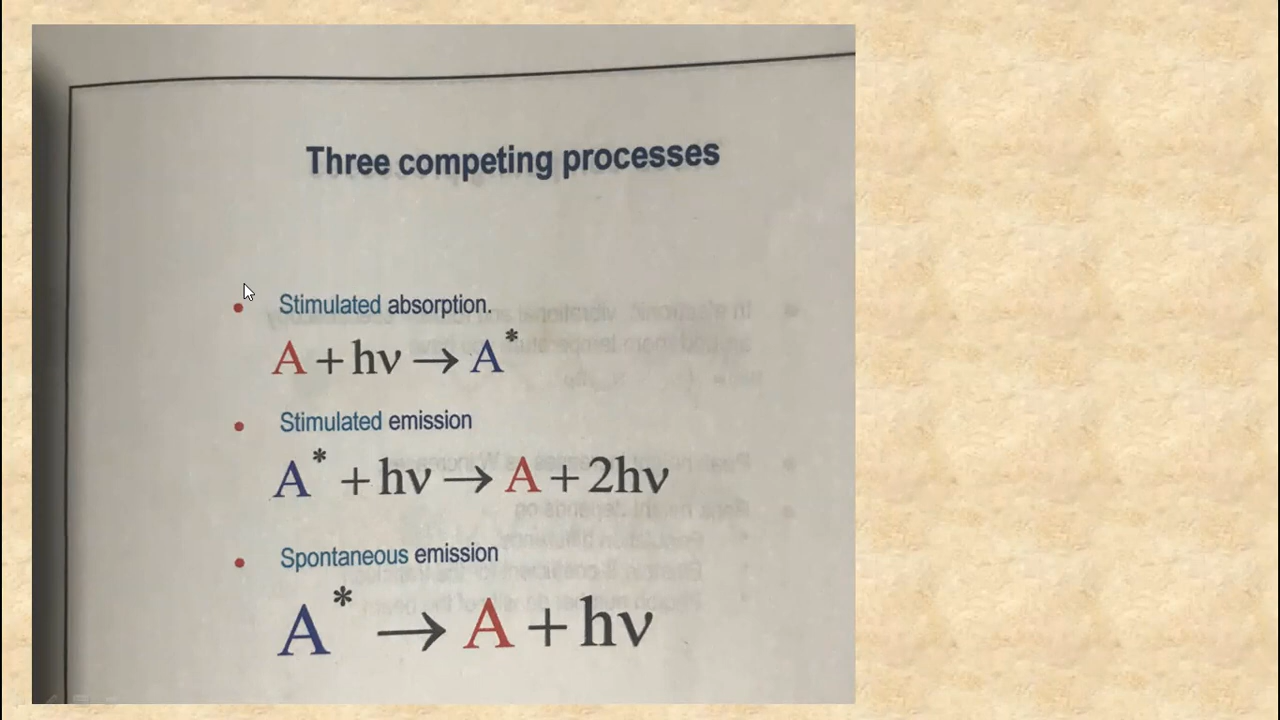 Three competing processes
• Stimulated absorption.
A + hν → A*
• Stimulated emission
A* + hν → A + 2hν
• Spontaneous emission
A* → A + hν